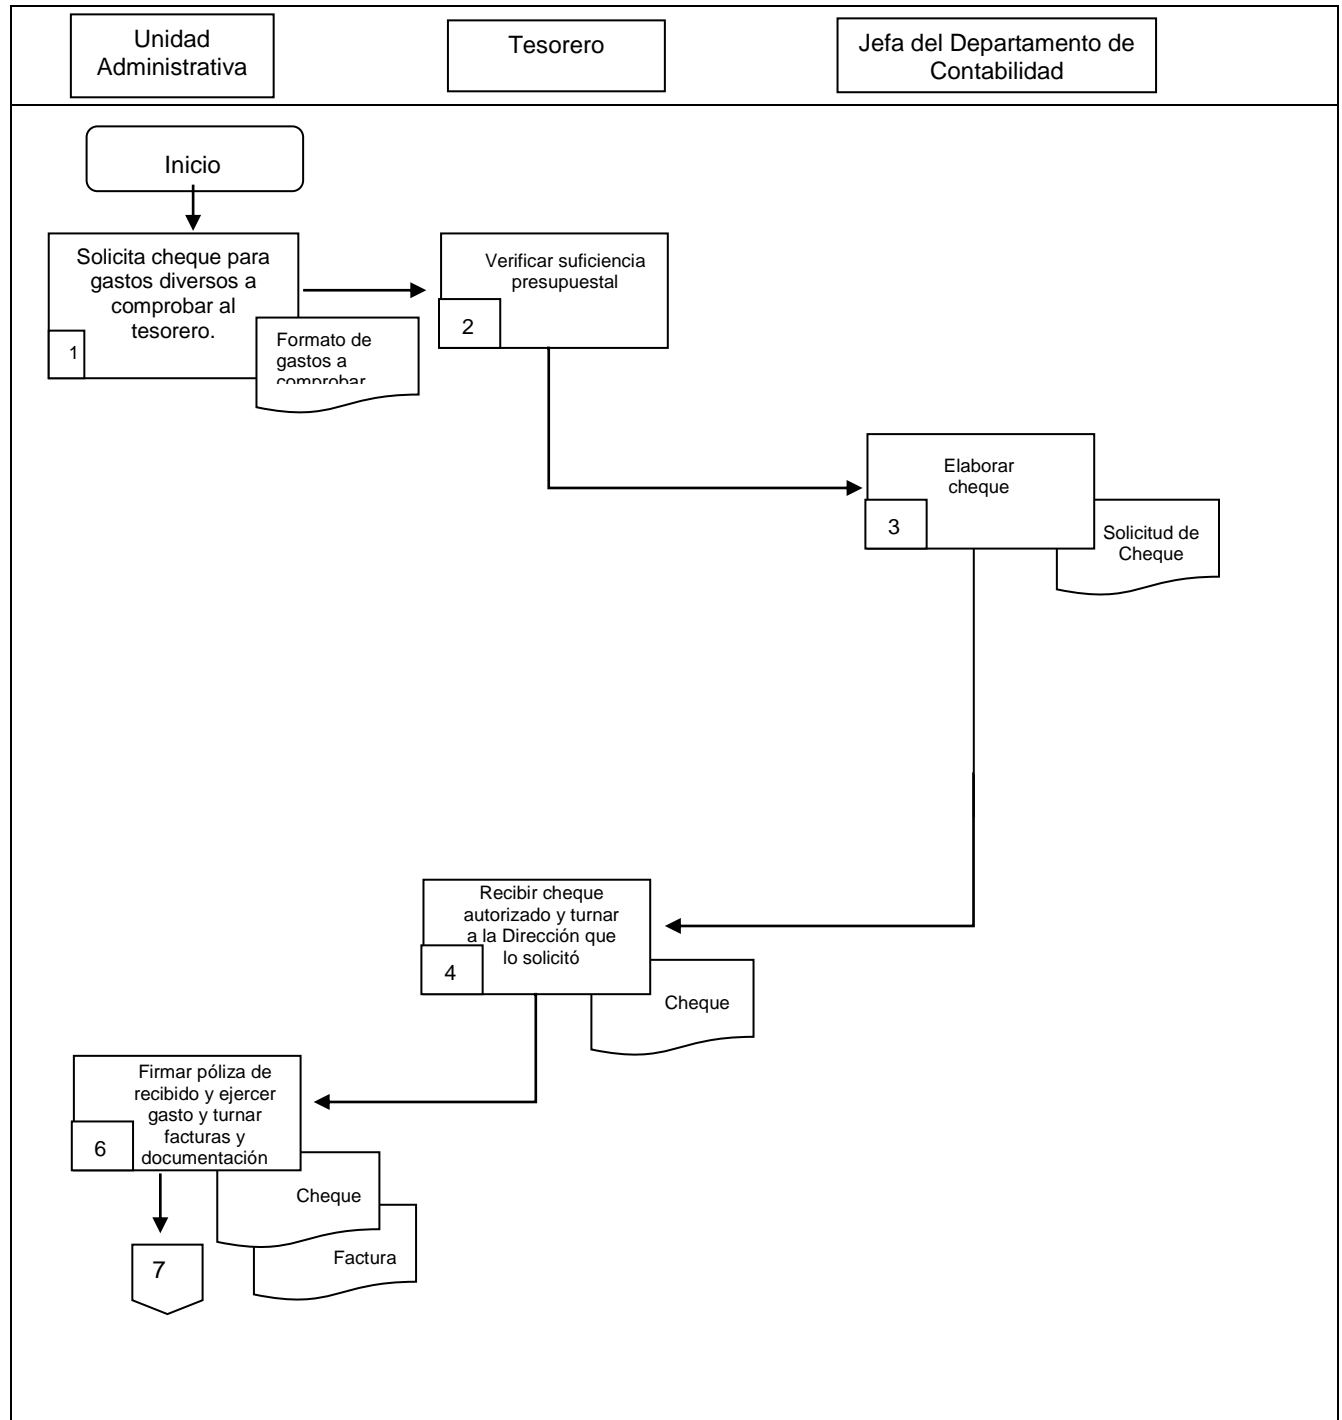 Unidad
Administrativa
Tesorero
Jefa del Departamento de
Contabilidad
Inicio
Solicita cheque para
gastos diversos a
comprobar al
tesorero.
1
Formato de
gastos a
comprobar
Verificar suficiencia
presupuestal
2
Elaborar
cheque
3
Solicitud de
Cheque
Recibir cheque
autorizado y turnar
a la Dirección que
lo solicitó
4
Cheque
Firmar póliza de
recibido y ejercer
gasto y turnar
facturas y
documentación
6
Cheque
Factura
7